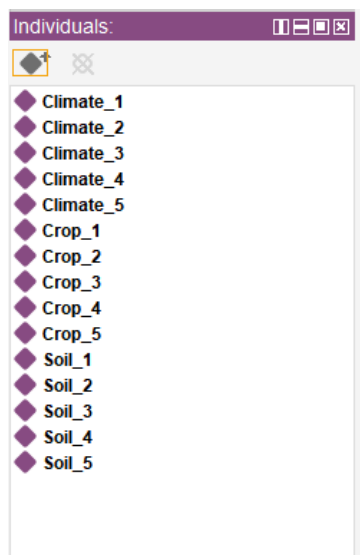 Individuals:
Climate_1
Climate_2
Climate_3
Climate_4
Climate_5
Crop_1
Crop_2
Crop_3
Crop_4
Crop_5
Soil_1
Soil_2
Soil_3
Soil_4
Soil_5